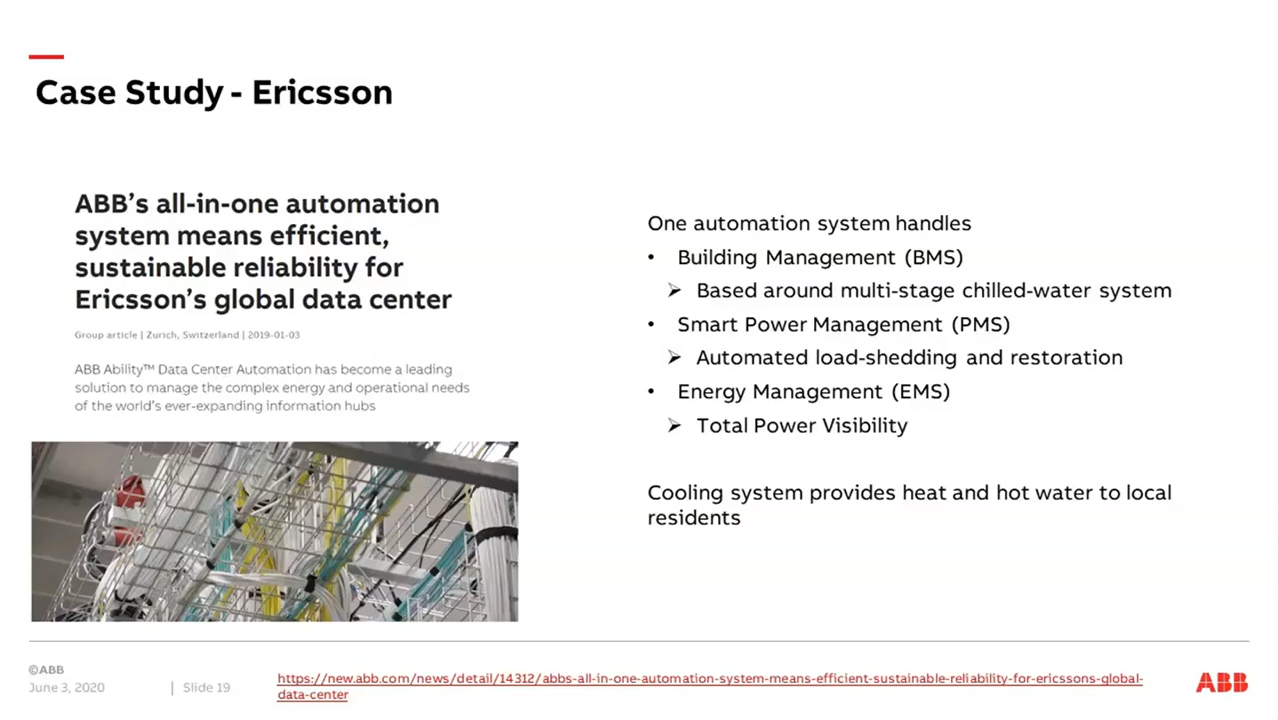 Case Study - Ericsson
ABB’s all-in-one automation
system means efficient,
sustainable reliability for
Ericsson’s global data center
Group article | Zurich, Switzerland | 2019-01-03
ABB Ability™ Data Center Automation has become a leading
solution to manage the complex energy and operational needs
of the world’s ever-expanding information hubs
One automation system handles
• Building Management (BMS)
➢ Based around multi-stage chilled-water system
• Smart Power Management (PMS)
➢ Automated load-shedding and restoration
• Energy Management (EMS)
➢ Total Power Visibility
Cooling system provides heat and hot water to local
residents
©ABB
June 3, 2020 | Slide 19
https://new.abb.com/news/detail/14312/abbs-all-in-one-automation-system-means-efficient-sustainable-reliability-for-ericssons-global-
data-center
ABB